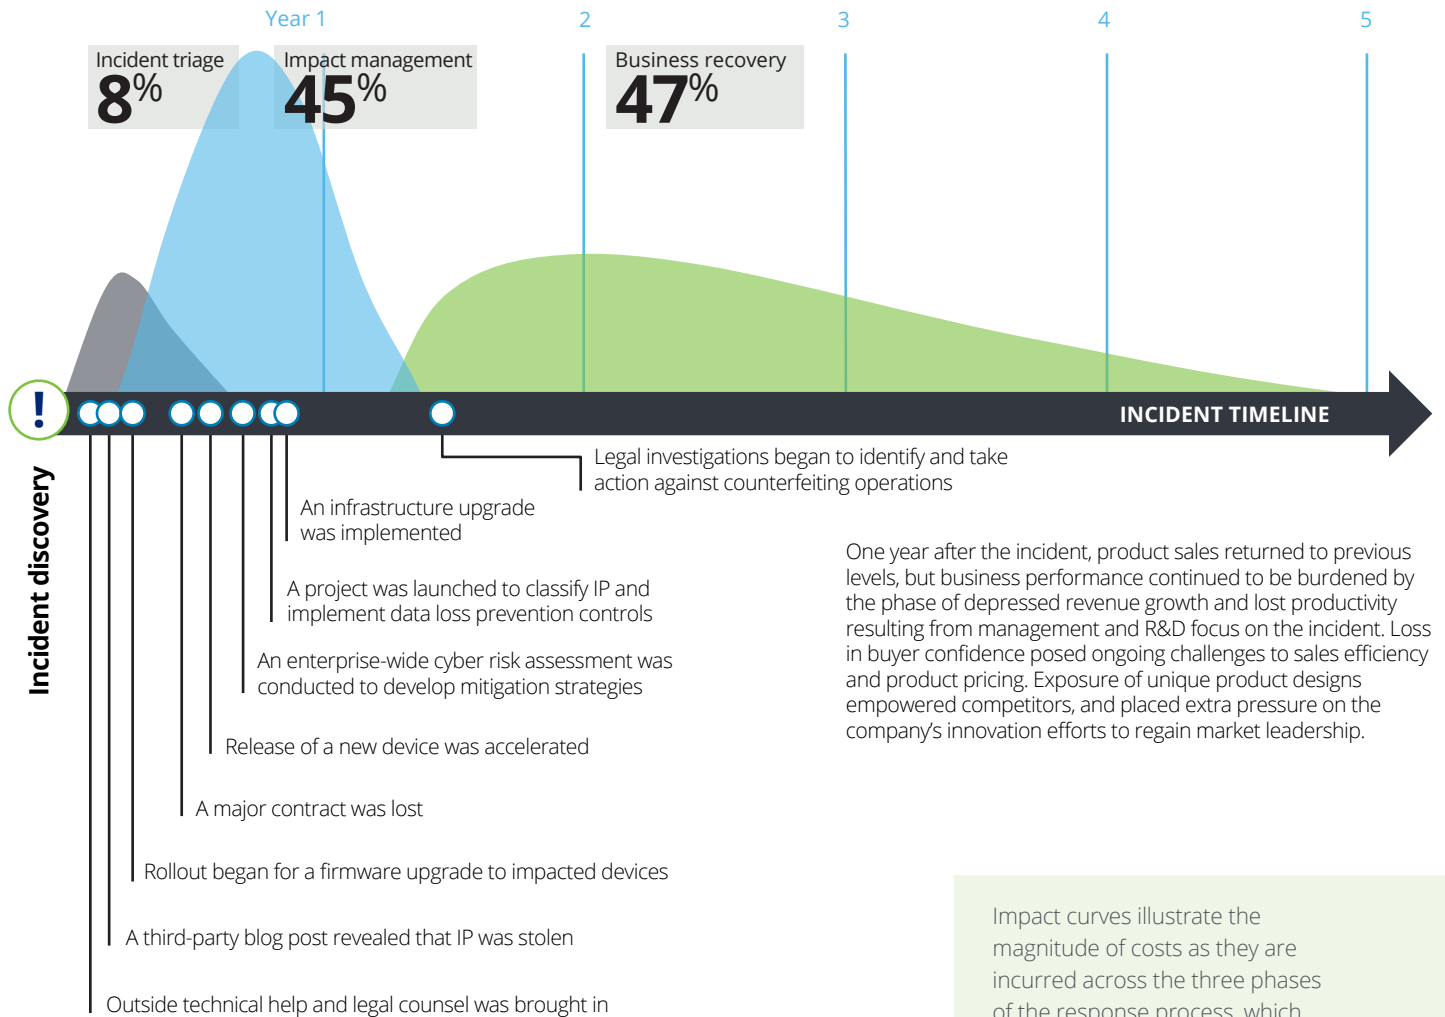 Year 1
2
3
4
5
Incident triage
8%
Impact management
45%
Business recovery
47%
!
INCIDENT TIMELINE
Incident discovery
Legal investigations began to identify and take
action against counterfeiting operations
An infrastructure upgrade
was implemented
A project was launched to classify IP and
implement data loss prevention controls
An enterprise-wide cyber risk assessment was
conducted to develop mitigation strategies
Release of a new device was accelerated
A major contract was lost
Rollout began for a firmware upgrade to impacted devices
A third-party blog post revealed that IP was stolen
Outside technical help and legal counsel was brought in
One year after the incident, product sales returned to previous
levels, but business performance continued to be burdened by
the phase of depressed revenue growth and lost productivity
resulting from management and R&D focus on the incident. Loss
in buyer confidence posed ongoing challenges to sales efficiency
and product pricing. Exposure of unique product designs
empowered competitors, and placed extra pressure on the
company’s innovation efforts to regain market leadership.
Impact curves illustrate the
magnitude of costs as they are
incurred across the three phases
of the response process, which